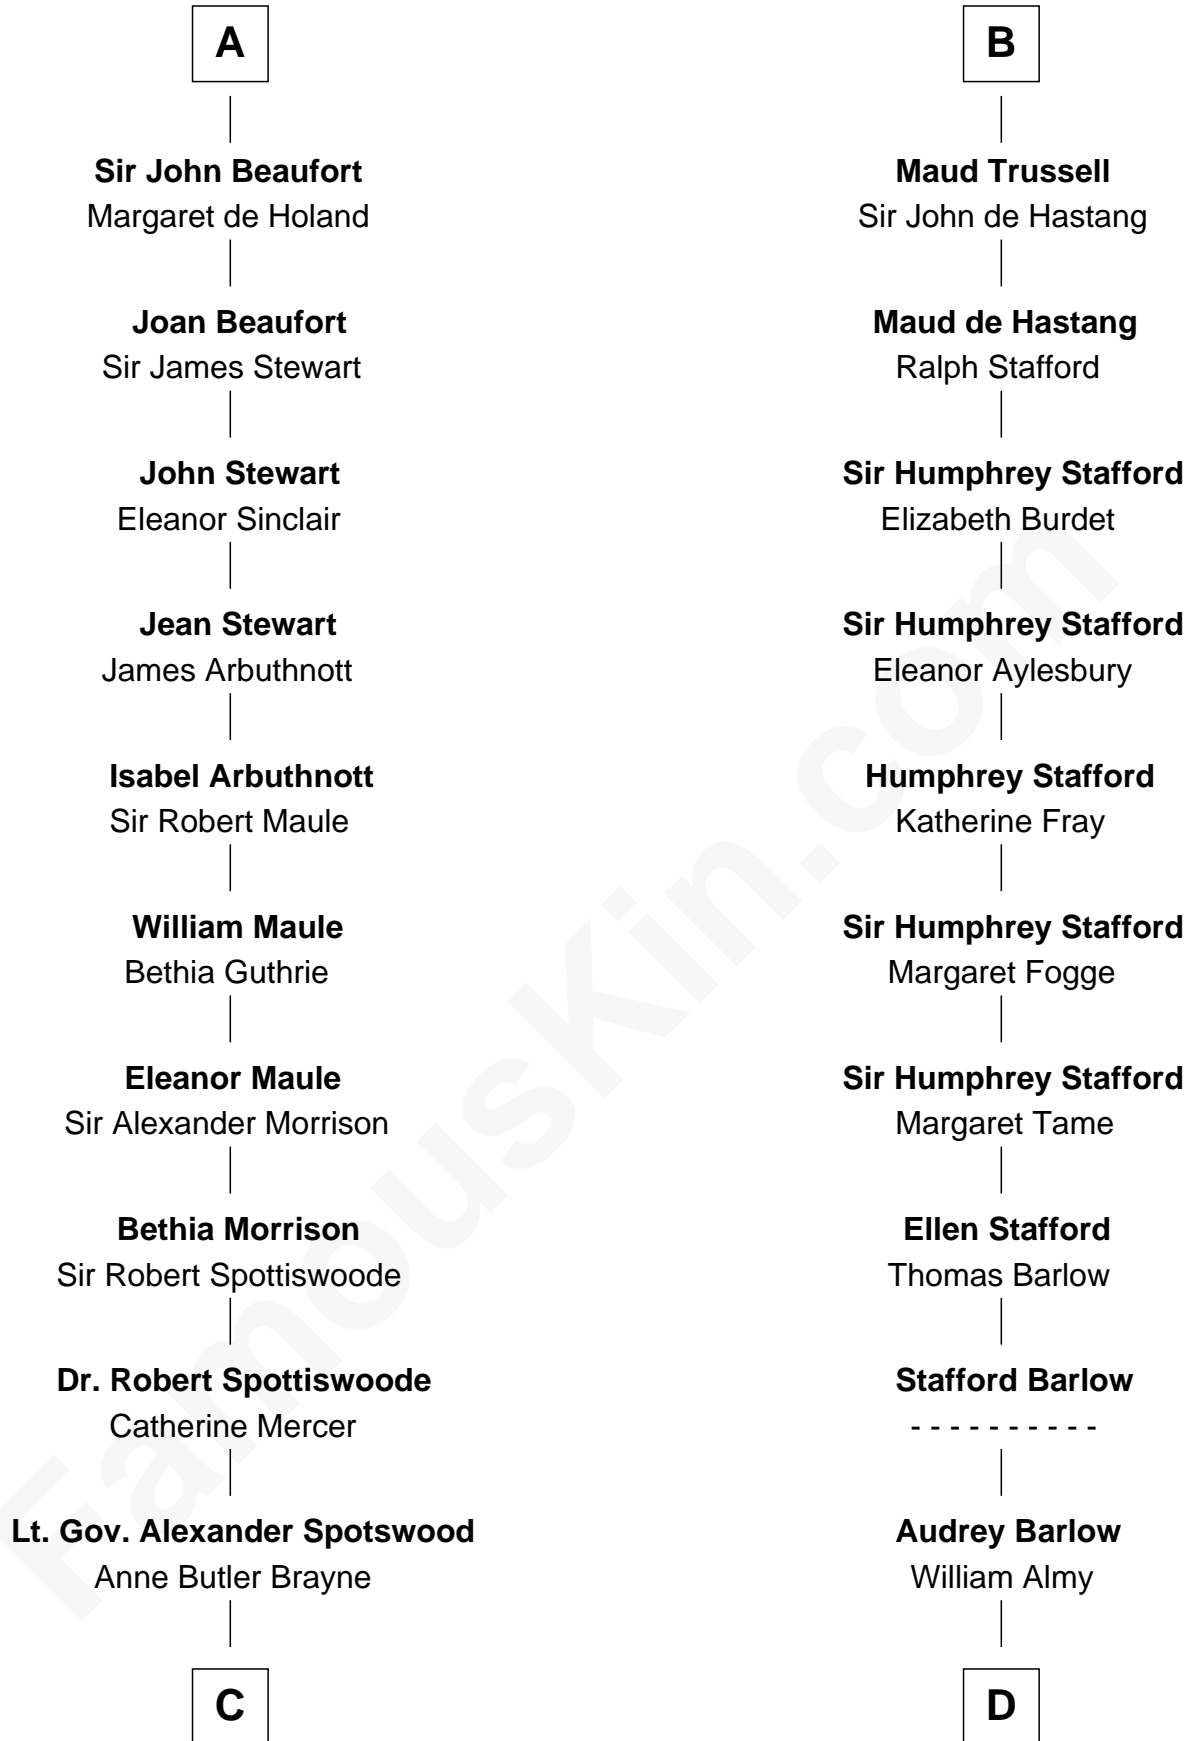 A
Sir John Beaufort
Margaret de Holand
Joan Beaufort
Sir James Stewart
John Stewart
Eleanor Sinclair
Jean Stewart
James Arbuthnott
Isabel Arbuthnott
Sir Robert Maule
William Maule
Bethia Guthrie
Eleanor Maule
Sir Alexander Morrison
Bethia Morrison
Sir Robert Spottiswoode
Dr. Robert Spottiswoode
Catherine Mercer
Lt. Gov. Alexander Spotswood
Anne Butler Brayne
C
B
Maud Trussell
Sir John de Hastang
Maud de Hastang
Ralph Stafford
Sir Humphrey Stafford
Elizabeth Burdet
Sir Humphrey Stafford
Eleanor Aylesbury
Humphrey Stafford
Katherine Fray
Sir Humphrey Stafford
Margaret Fogge
Sir Humphrey Stafford
Margaret Tame
Ellen Stafford
Thomas Barlow
Stafford Barlow
- - - - - - - - - -
Audrey Barlow
William Almy
D
FamousKin.com